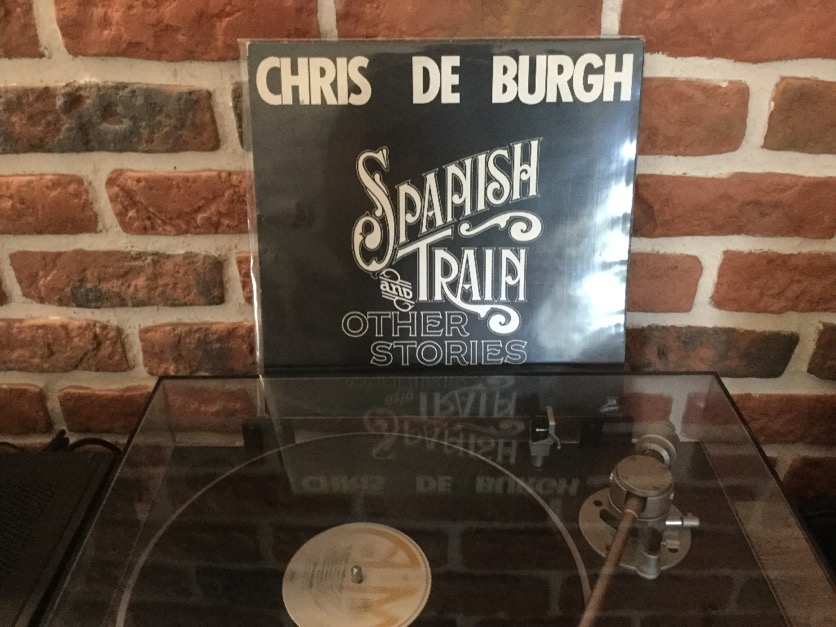 CHRIS DE BURGH
SPANISH
TRAIN
and
OTHER
STORIES